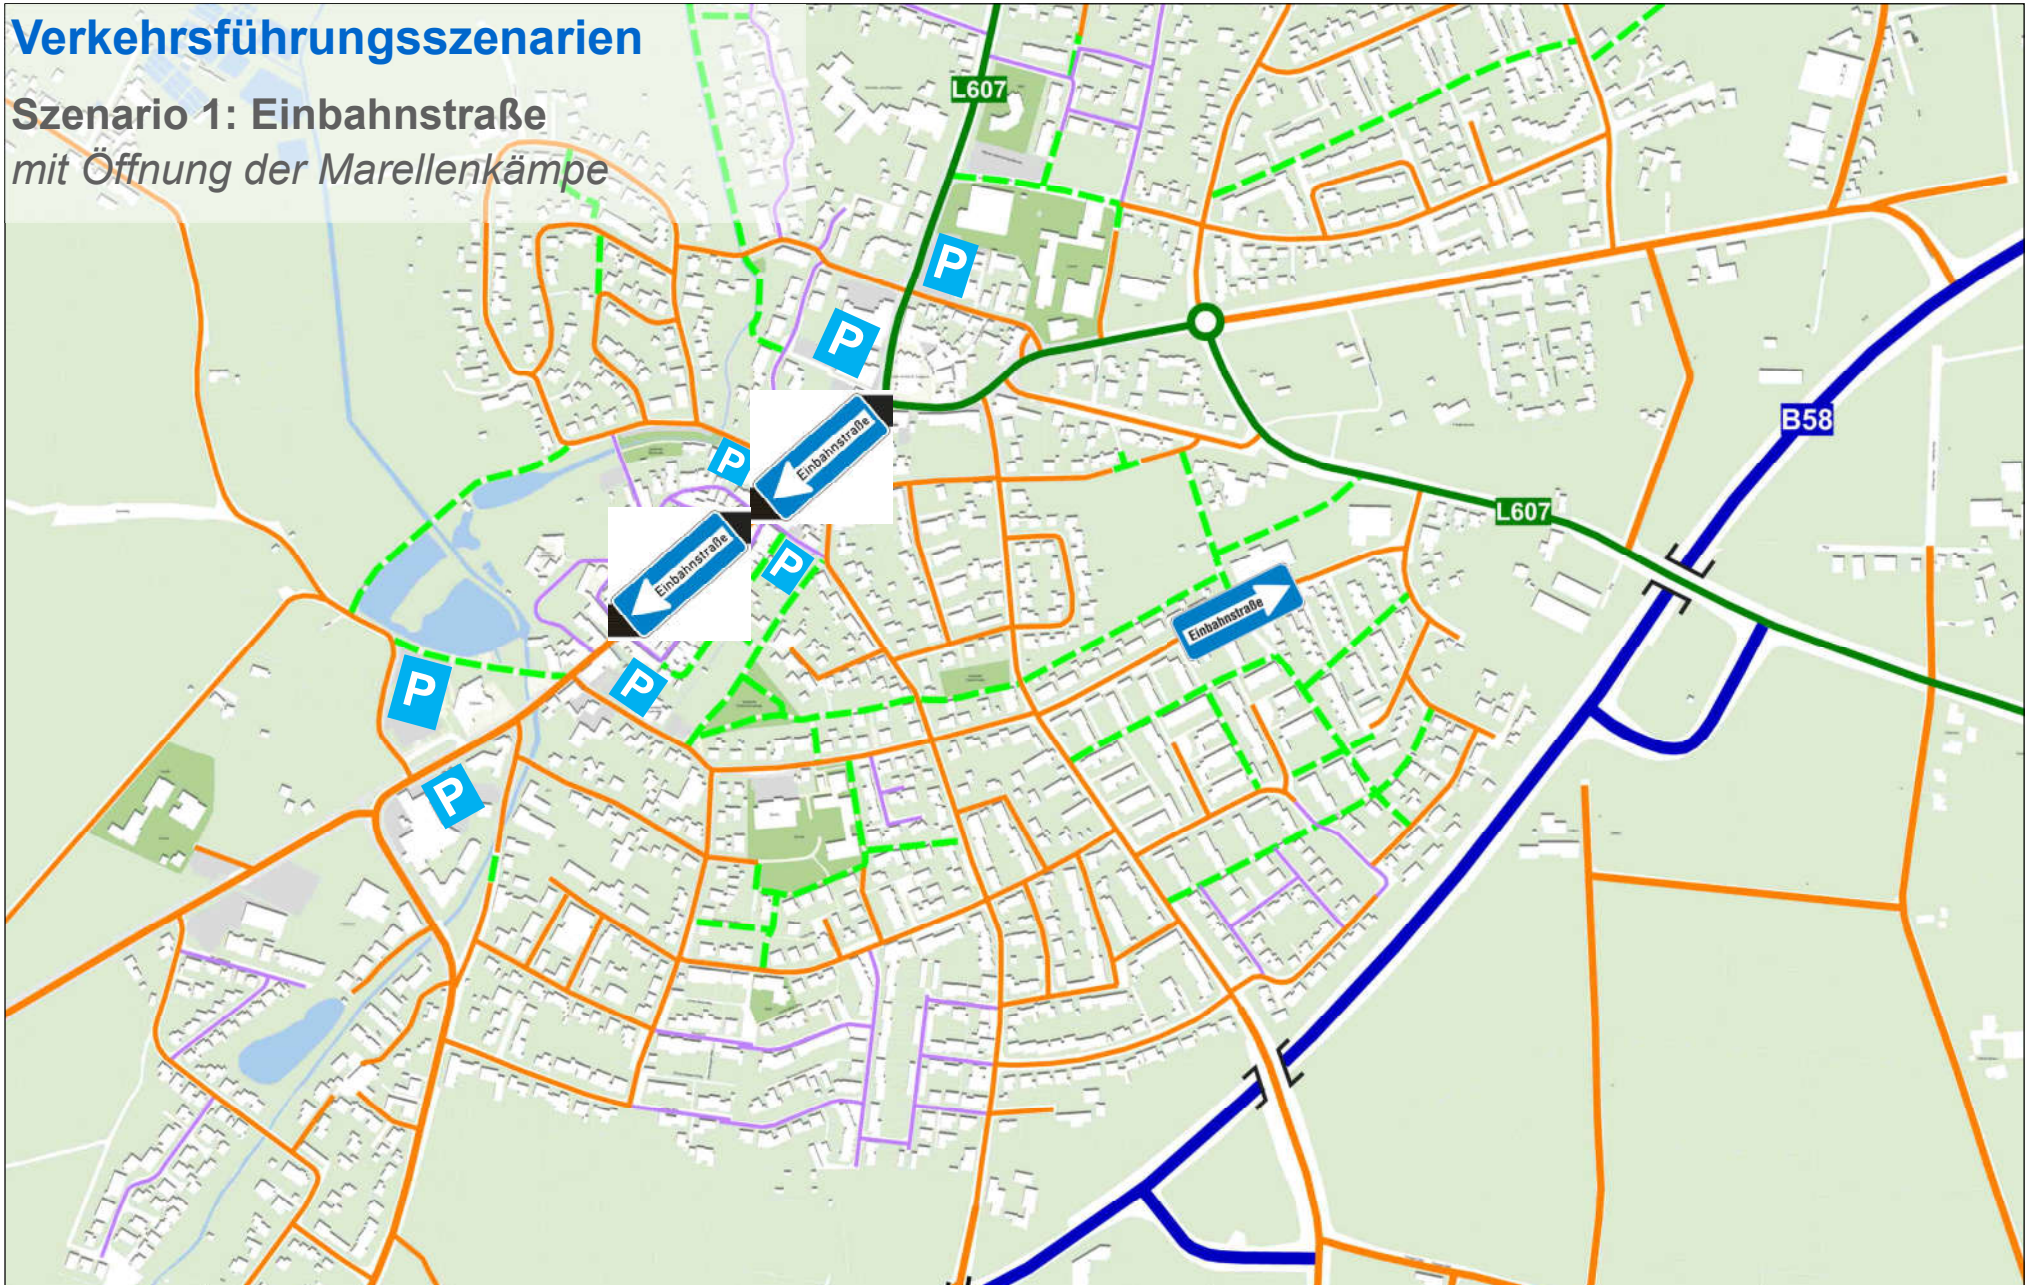 Verkehrsführungsszenarien
Szenario 1: Einbahnstraße
mit Öffnung der Marellenkämpe
L607
P
P
B58
Einbahnstraße
P
L607
Einbahnstraße
P
Einbahnstraße
P
P
P